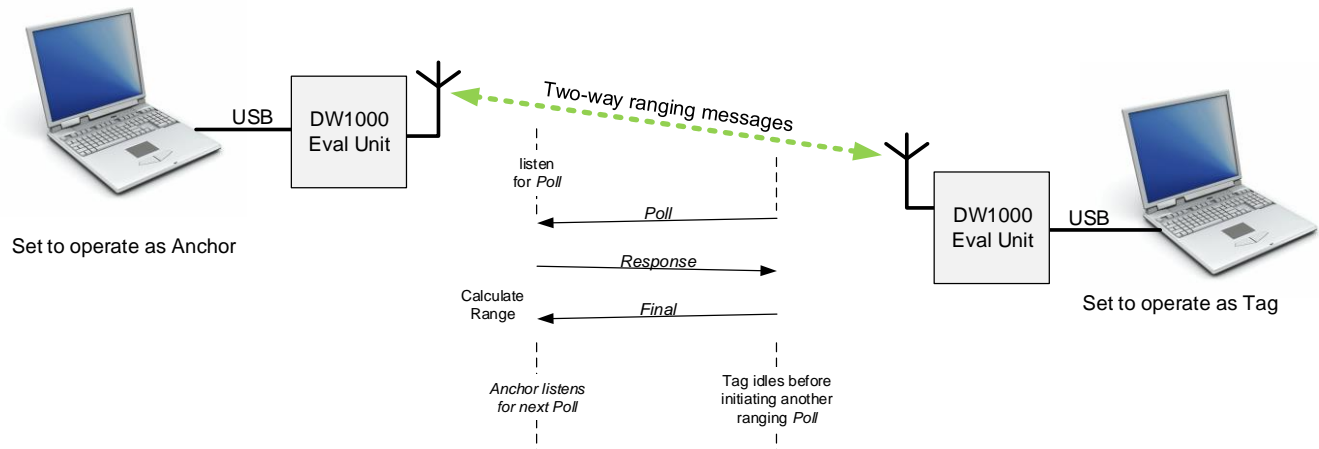 USB
DW1000
Eval Unit
Two-way ranging messages
listen
for Poll
Poll
Response
Calculate
Range
Final
Anchor listens
for next Poll
Tag idles before
initiating another
ranging Poll
Set to operate as Anchor
DW1000
Eval Unit
USB
Set to operate as Tag